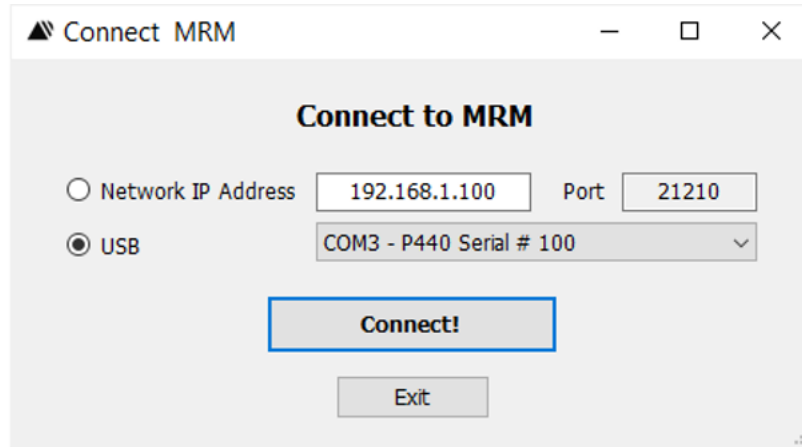 Connect MRM
Connect to MRM
Network IP Address 192.168.1.100 Port 21210
USB COM3 - P440 Serial # 100
Connect!
Exit